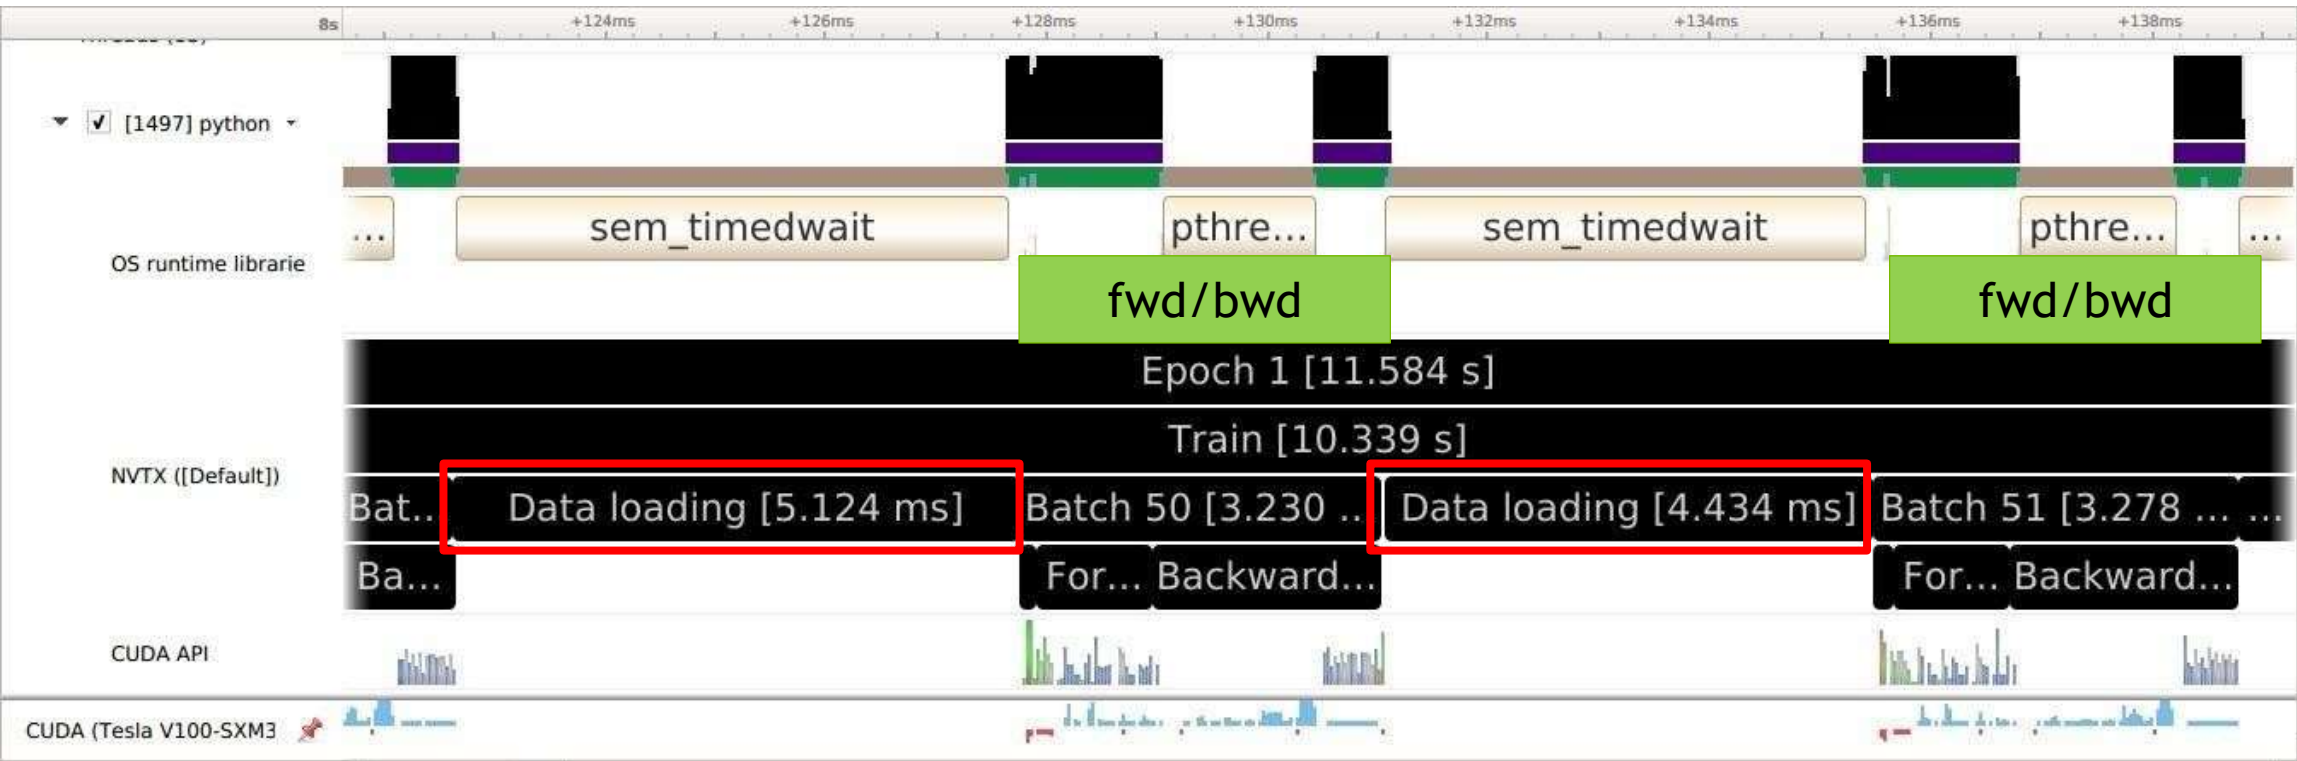 8s +124ms +126ms +128ms +130ms +132ms +134ms +136ms +138ms
[1497] python
OS runtime librarie
... sem_timedwait pthre... sem_timedwait pthre... ...
fwd/bwd fwd/bwd
Epoch 1 [11.584 s]
Train [10.339 s]
NVTX ([Default])
Bat... Data loading [5.124 ms] Batch 50 [3.230 ... Data loading [4.434 ms] Batch 51 [3.278 ... ...
Ba... For... Backward... For... Backward...
CUDA API
CUDA (Tesla V100-SXM3